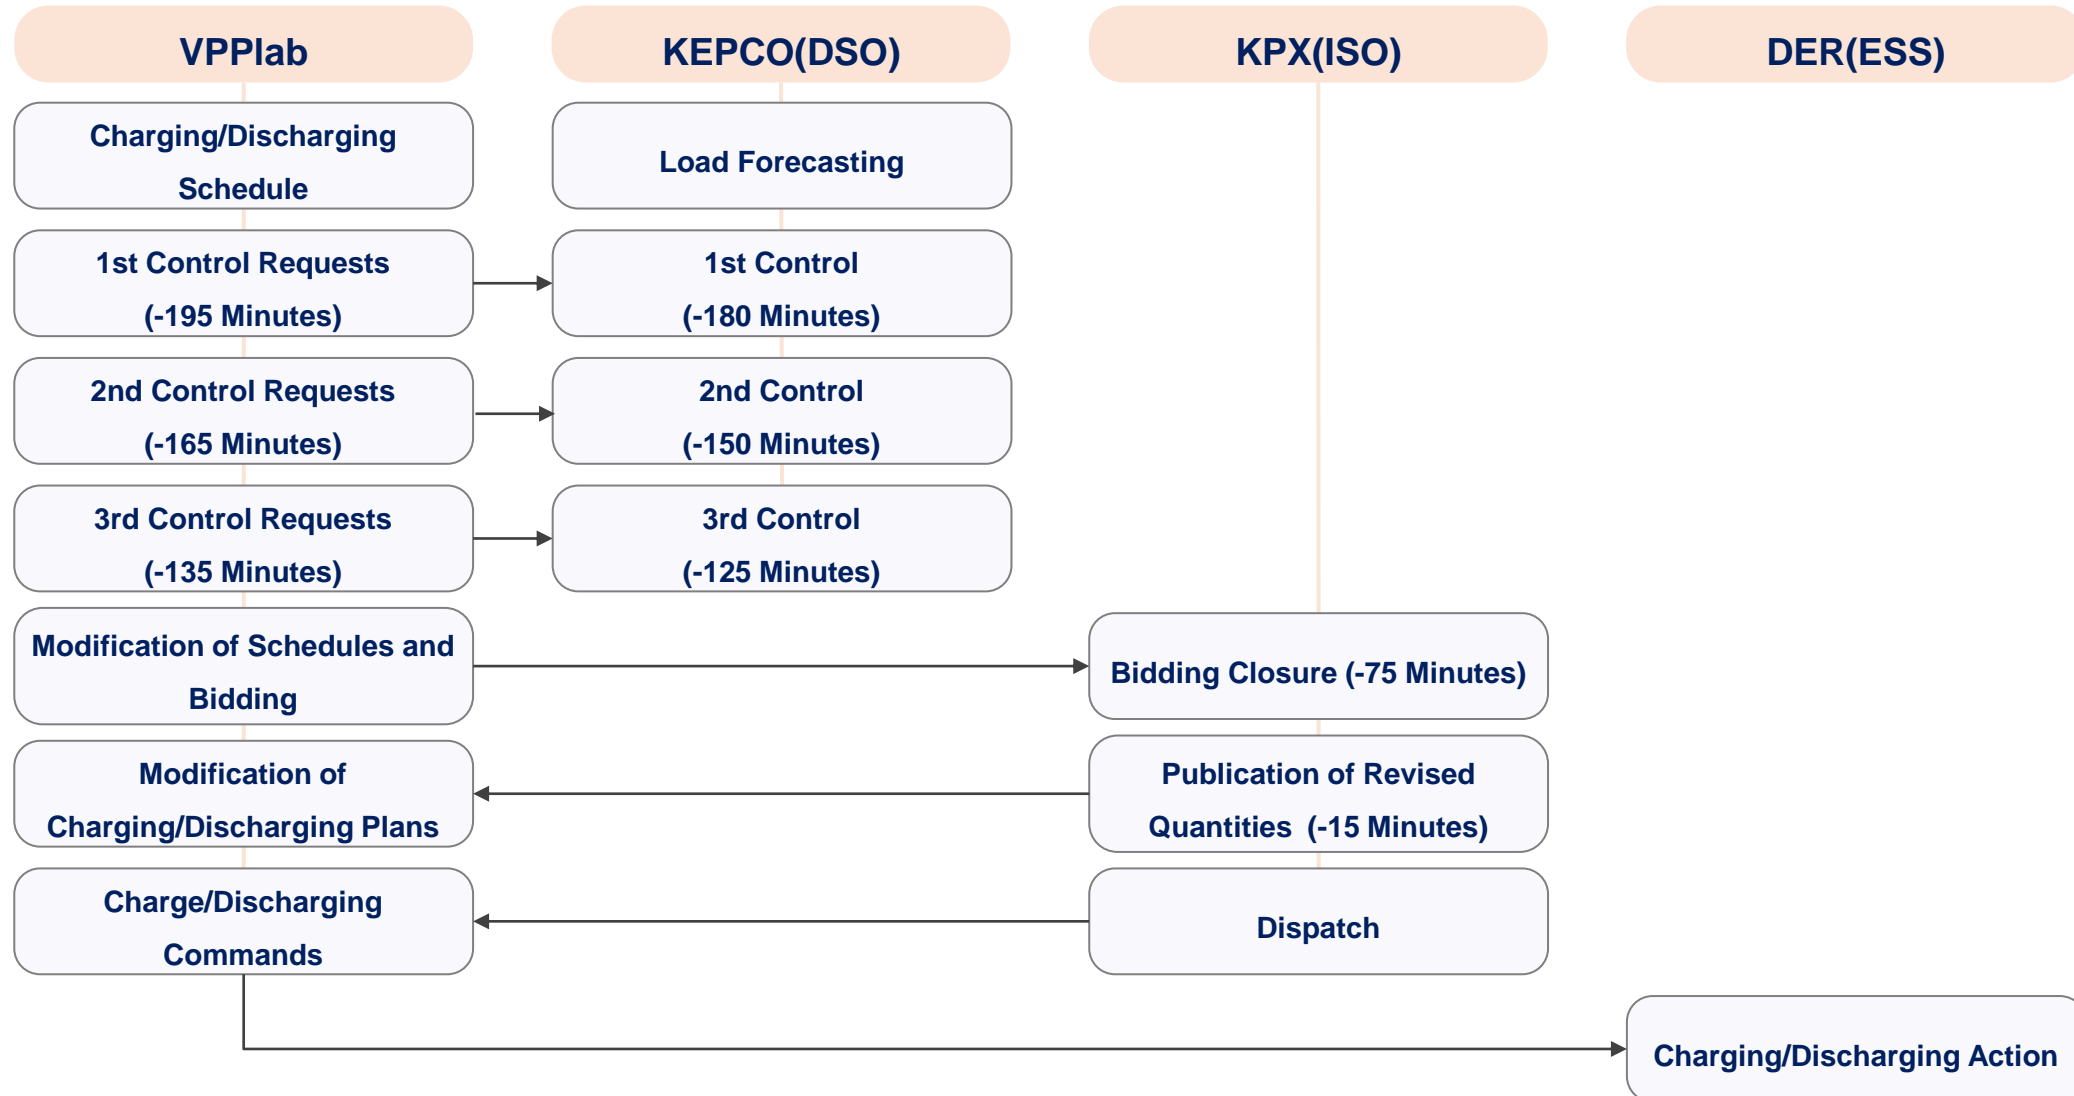 VPPlab
KEPCO(DSO)
KPX(ISO)
DER(ESS)
Charging/Discharging
Schedule
Load Forecasting
1st Control Requests
(-195 Minutes)
1st Control
(-180 Minutes)
2nd Control Requests
(-165 Minutes)
2nd Control
(-150 Minutes)
3rd Control Requests
(-135 Minutes)
3rd Control
(-125 Minutes)
Modification of Schedules and
Bidding
Bidding Closure (-75 Minutes)
Modification of
Charging/Discharging Plans
Publication of Revised
Quantities  (-15 Minutes)
Charge/Discharging
Commands
Dispatch
Charging/Discharging Action